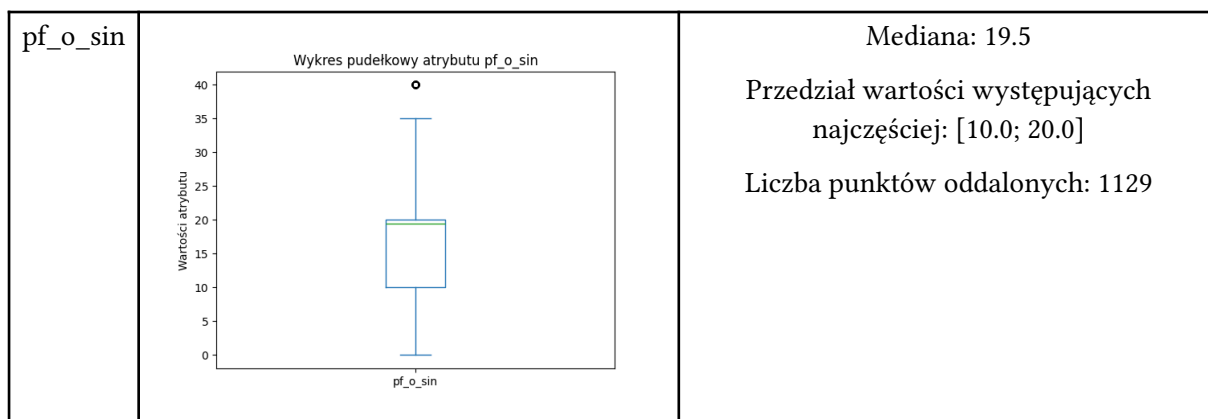 pf_o_sin
Wykres pudełkowy atrybutu pf_o_sin
Wartości atrybutu
40
35
30
25
20
15
10
5
0
pf_o_sin
Mediana: 19.5
Przedział wartości występujących
najczęściej: [10.0; 20.0]
Liczba punktów oddalonych: 1129